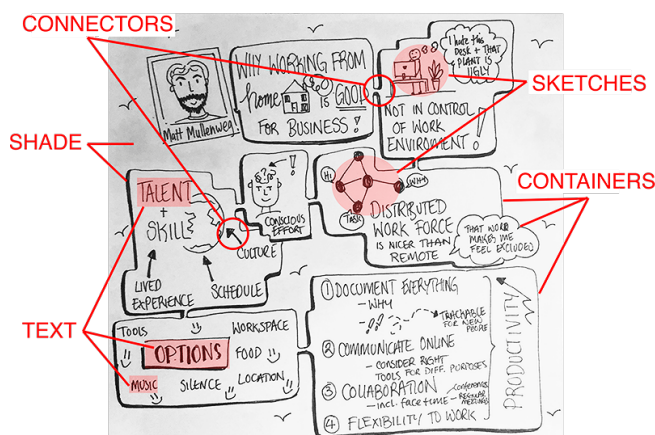 CONNECTORS
SHADE
TEXT
SKETCHES
CONTAINERS
Matt Mullenweg
WHY WORKING FROM
home IS GOOD
FOR BUSINESS!
I hate this
DESK + THAT
PLANT IS
UGLY
NOT IN CONTROL
OF WORK
ENVIROMENT!
TALENT
+
SKILL
CULTURE
LIVED
EXPERIENCE
SCHEDULE
!
CONSCIOUS
EFFORT
HI
WHY
TASK
DISTRIBUTED
WORK FORCE
IS NICER THAN
REMOTE
THAT WORD
MAKES ME
FEEL EXCLUDED
TOOLS
WORKSPACE
OPTIONS
FOOD
MUSIC
SILENCE
LOCATION
1 DOCUMENT EVERYTHING
- WHY
TRACKABLE
FOR NEW
PEOPLE
2 COMMUNICATE ONLINE
- CONSIDER RIGHT
TOOLS FOR DIFF. PURPOSES
3 COLLABORATION
- incl. face time
- Conferences
- REGULAR
MEETINGS
4 FLEXIBILITY TO WORK
PRODUCTIVITY